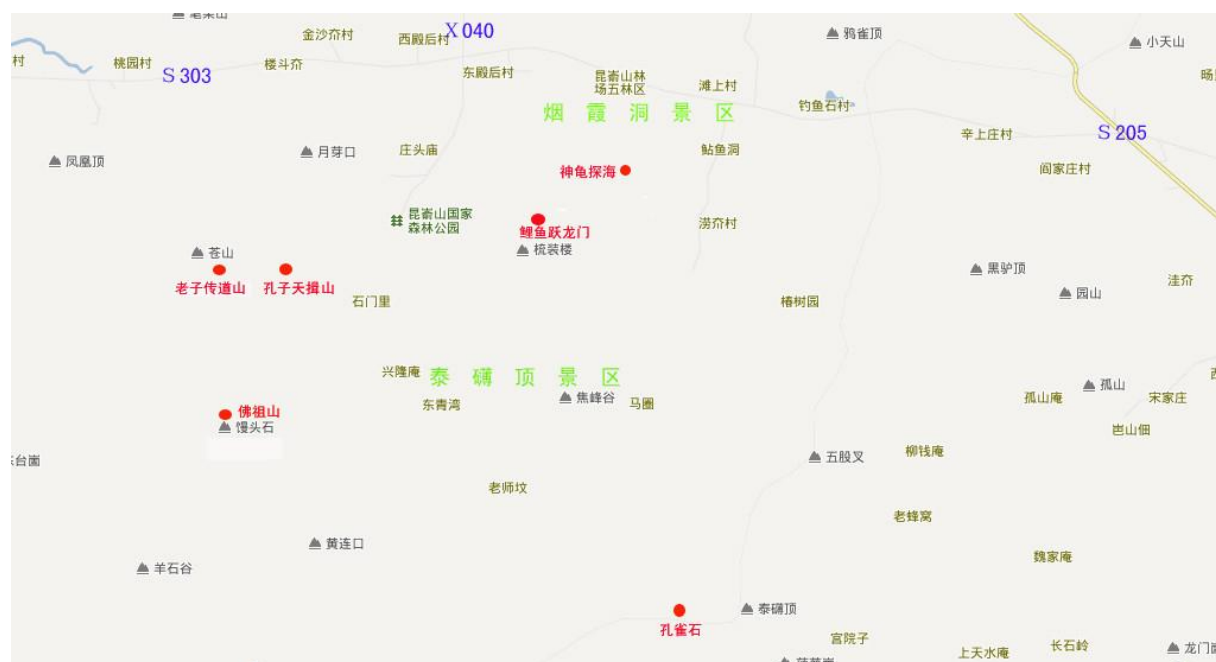 金沙夼村
西殿后村
X 040
鸦雀顶
小天山
村
桃园村
S 303
楼斗夼
东殿后村
昆嵛山林
场五林区
滩上村
钓鱼石村
烟霞洞景区
辛上庄村
S 205
凤凰顶
月芽口
庄头庙
神龟探海
鲇鱼洞
阎家庄村
昆嵛山国家
森林公园
鲤鱼跃龙门
梳装楼
涝夼村
苍山
老子传道山
孔子天揖山
石门里
椿树园
黑驴顶
园山
洼夼
兴隆庵
泰礴顶景区
东青湾
焦峰谷
马圈
孤山
孤山庵
宋家庄
岜山佃
佛祖山
馒头石
台崮
五股叉
柳钱庵
老师坟
老蜂窝
黄连口
羊石谷
魏家庵
泰礴顶
孔雀石
宫院子
上天水庵
长石岭
龙门